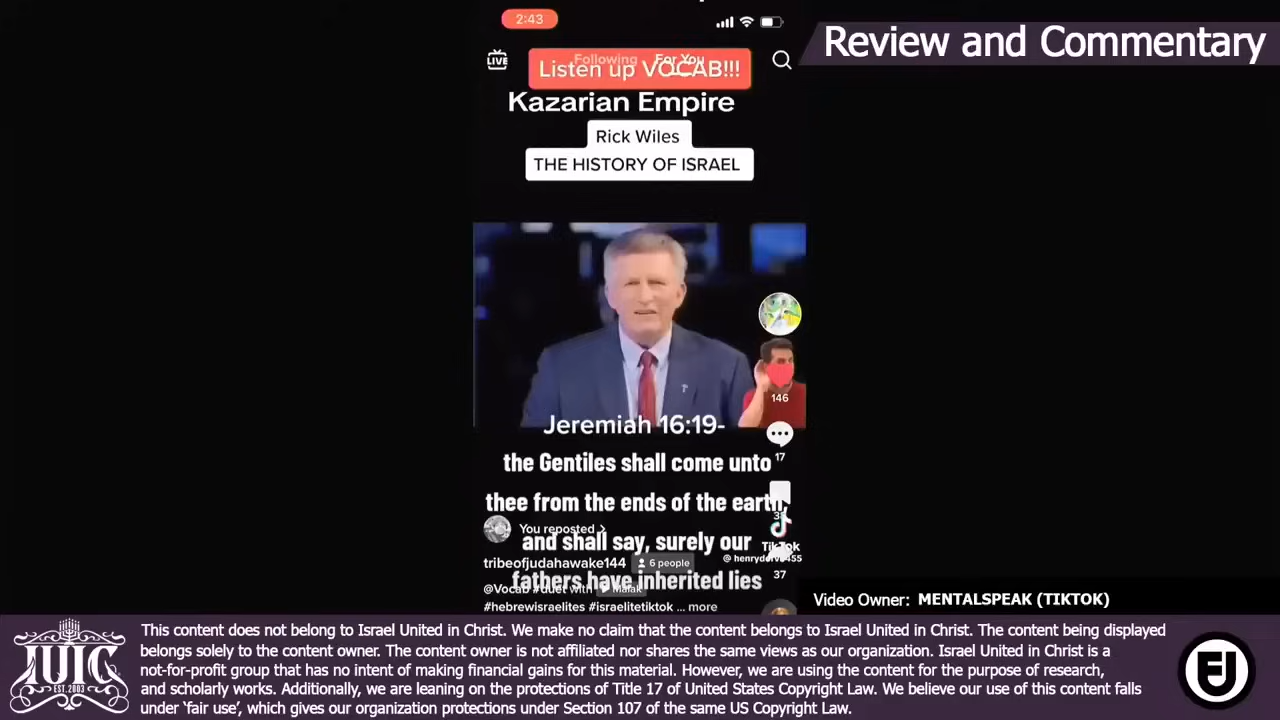 2:43
Review and Commentary
LIVE
Following For You
Listen up VOCAB!!!
Kazarian Empire
Rick Wiles
THE HISTORY OF ISRAEL
146
Jeremiah 16:19-
the Gentiles shall come unto
17
thee from the ends of the earth,
You reposted >
and shall say, surely our
TikTok
@henrydorvs455
tribeofjudahawake144 6 people
37
fathers have inherited lies
@Vocab #duet with Malak
#hebrewisraelites #israelitetiktok ... more
Video Owner: MENTALSPEAK (TIKTOK)
IUIC
EST. 2003
This content does not belong to Israel United in Christ. We make no claim that the content belongs to Israel United in Christ. The content being displayed
belongs solely to the content owner. The content owner is not affiliated nor shares the same views as our organization. Israel United in Christ is a
not-for-profit group that has no intent of making financial gains for this material. However, we are using the content for the purpose of research,
and scholarly works. Additionally, we are leaning on the protections of Title 17 of United States Copyright Law. We believe our use of this content falls
under 'fair use', which gives our organization protections under Section 107 of the same US Copyright Law.